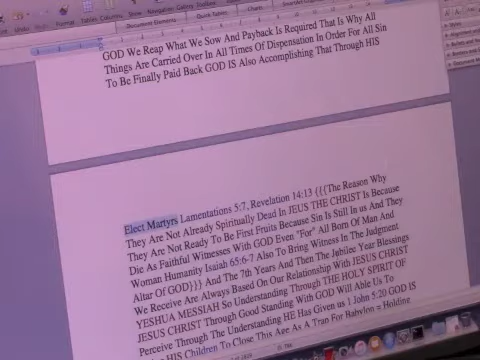 Document Elements Quick Tables Charts
GOD We Reap What We Sow And Payback Is Required That Is Why All
Things Are Carried Over In All Times Of Dispensation In Order For All Sin
To Be Finally Paid Back GOD IS Also Accomplishing That Through HIS
Elect Martyrs Lamentations 5:7, Revelation 14:13 {{{The Reason Why
They Are Not Already Spiritually Dead In JEUS THE CHRIST Is Because
They Are Not Ready To Be First Fruits Because Sin Is Still In us And They
Die As Faithful Witnesses With GOD Even "For" All Born Of Man And
Woman Humanity Isaiah 65:6-7 Also To Bring Witness In The Judgment
Altar Of GOD}}} And The 7th Years And Then The Jubilee Year Blessings
We Receive Are Always Based On Our Relationship With JESUS CHRIST
YESHUA MESSIAH So Understanding Through THE HOLY SPIRIT OF
JESUS CHRIST Through Good Standing With GOD Will Able Us To
Perceive Through The Understanding HE Has Given us 1 John 5:20 GOD IS
HIS Children To Close This Age As A Trap For Babylon = Holding